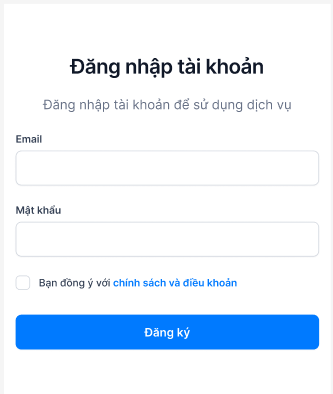 Đăng nhập tài khoản
Đăng nhập tài khoản để sử dụng dịch vụ
Email
Mật khẩu
Bạn đồng ý với chính sách và điều khoản
Đăng ký